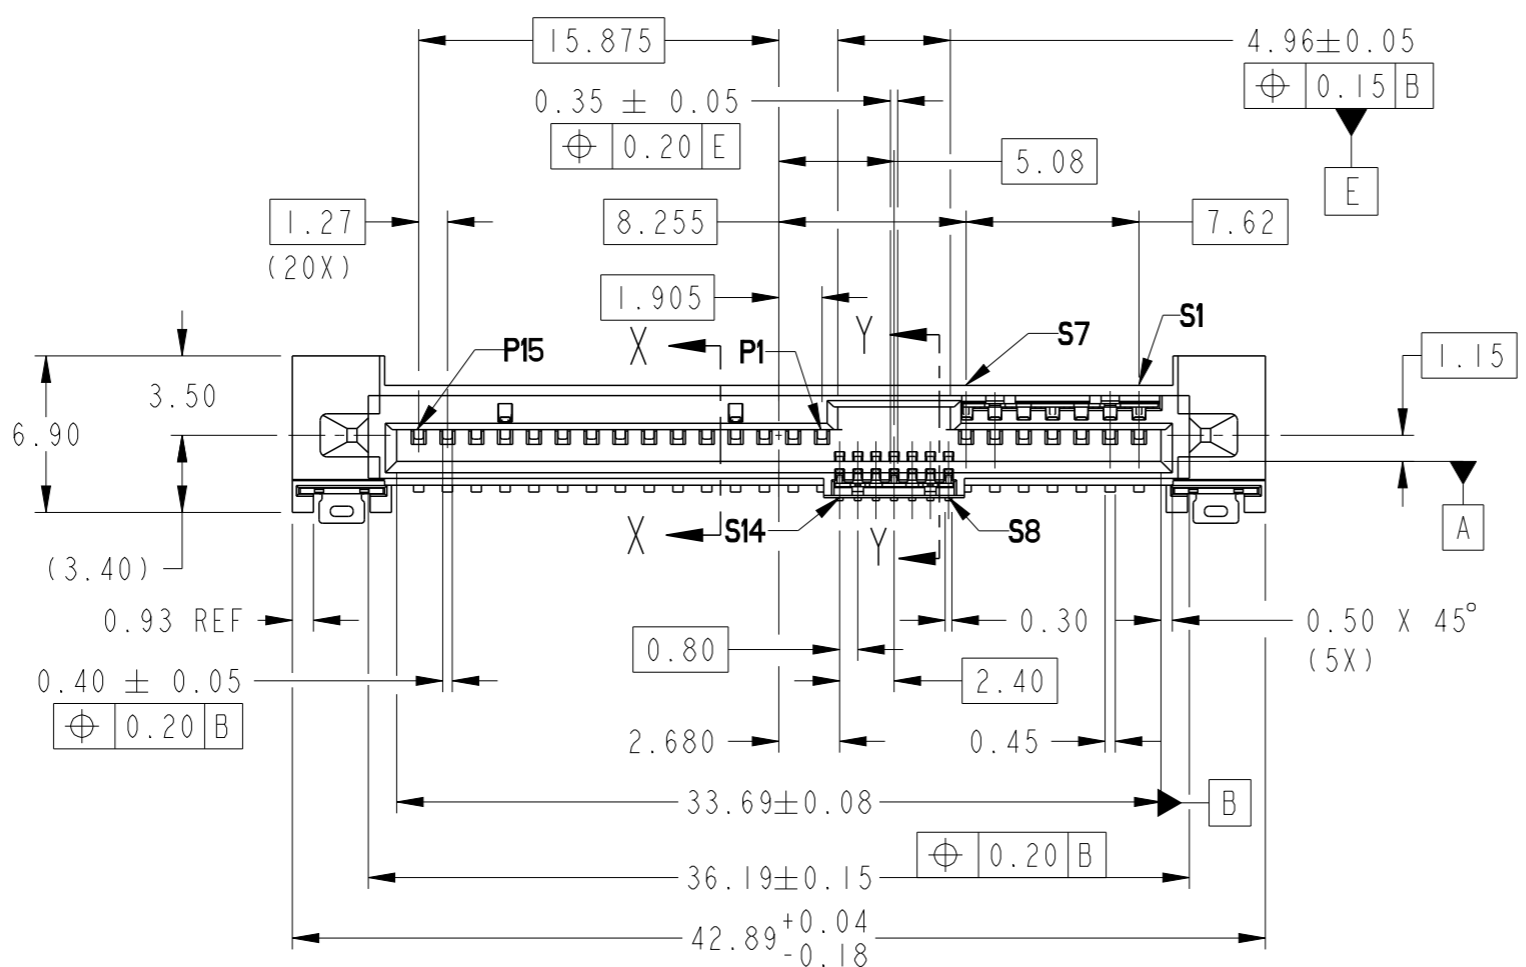 15.875
4.96±0.05
⌖ 0.15 B
0.35 ± 0.05
⌖ 0.20 E
5.08
E
1.27
(20X)
8.255
7.62
1.905
S1
S7
Y
X
P1
P15
1.15
3.50
6.90
A
X
S14
Y
S8
(3.40)
0.93 REF
0.30
0.50 X 45°
(5X)
0.80
2.40
0.40 ± 0.05
⌖ 0.20 B
2.680
0.45
33.69±0.08
B
⌖ 0.20 B
36.19±0.15
42.89 +0.04
-0.18